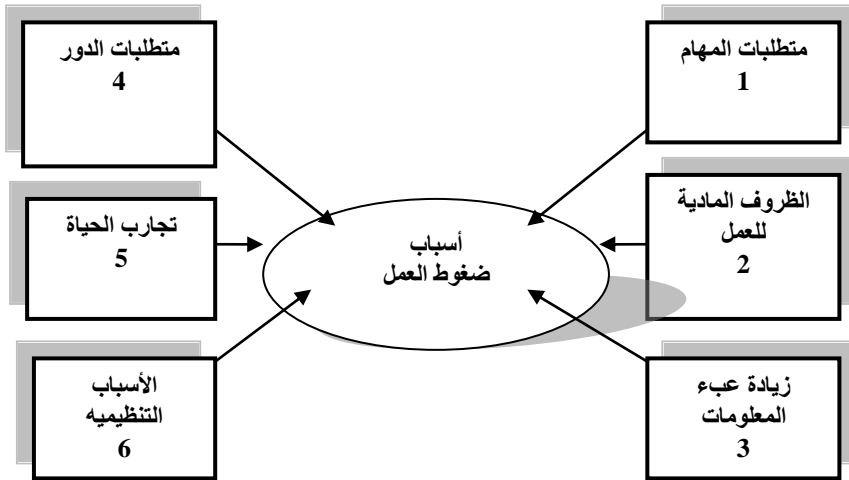 متطلبات المهام
1
الظروف المادية
للعمل
2
زيادة عبء
المعلومات
3
أسباب
ضغوط العمل
متطلبات الدور
4
تجارب الحياة
5
الأسباب
التنظيميه
6